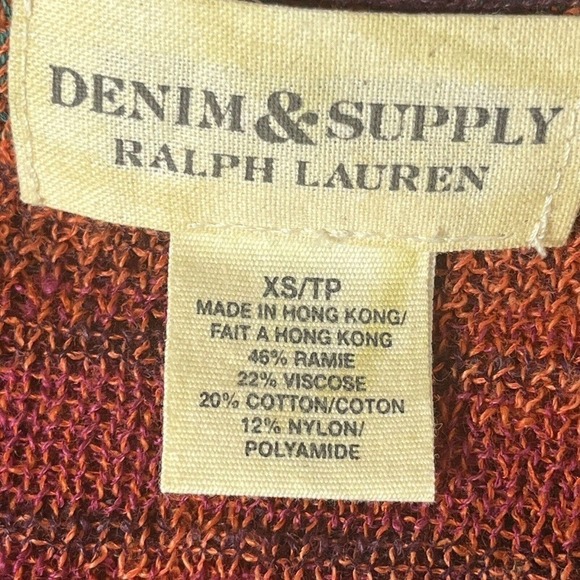 DENIM & SUPPLY
RALPH LAUREN
XS/TP
MADE IN HONG KONG/
FAIT A HONG KONG
46% RAMIE
22% VISCOSE
20% COTTON/COTON
12% NYLON/
POLYAMIDE